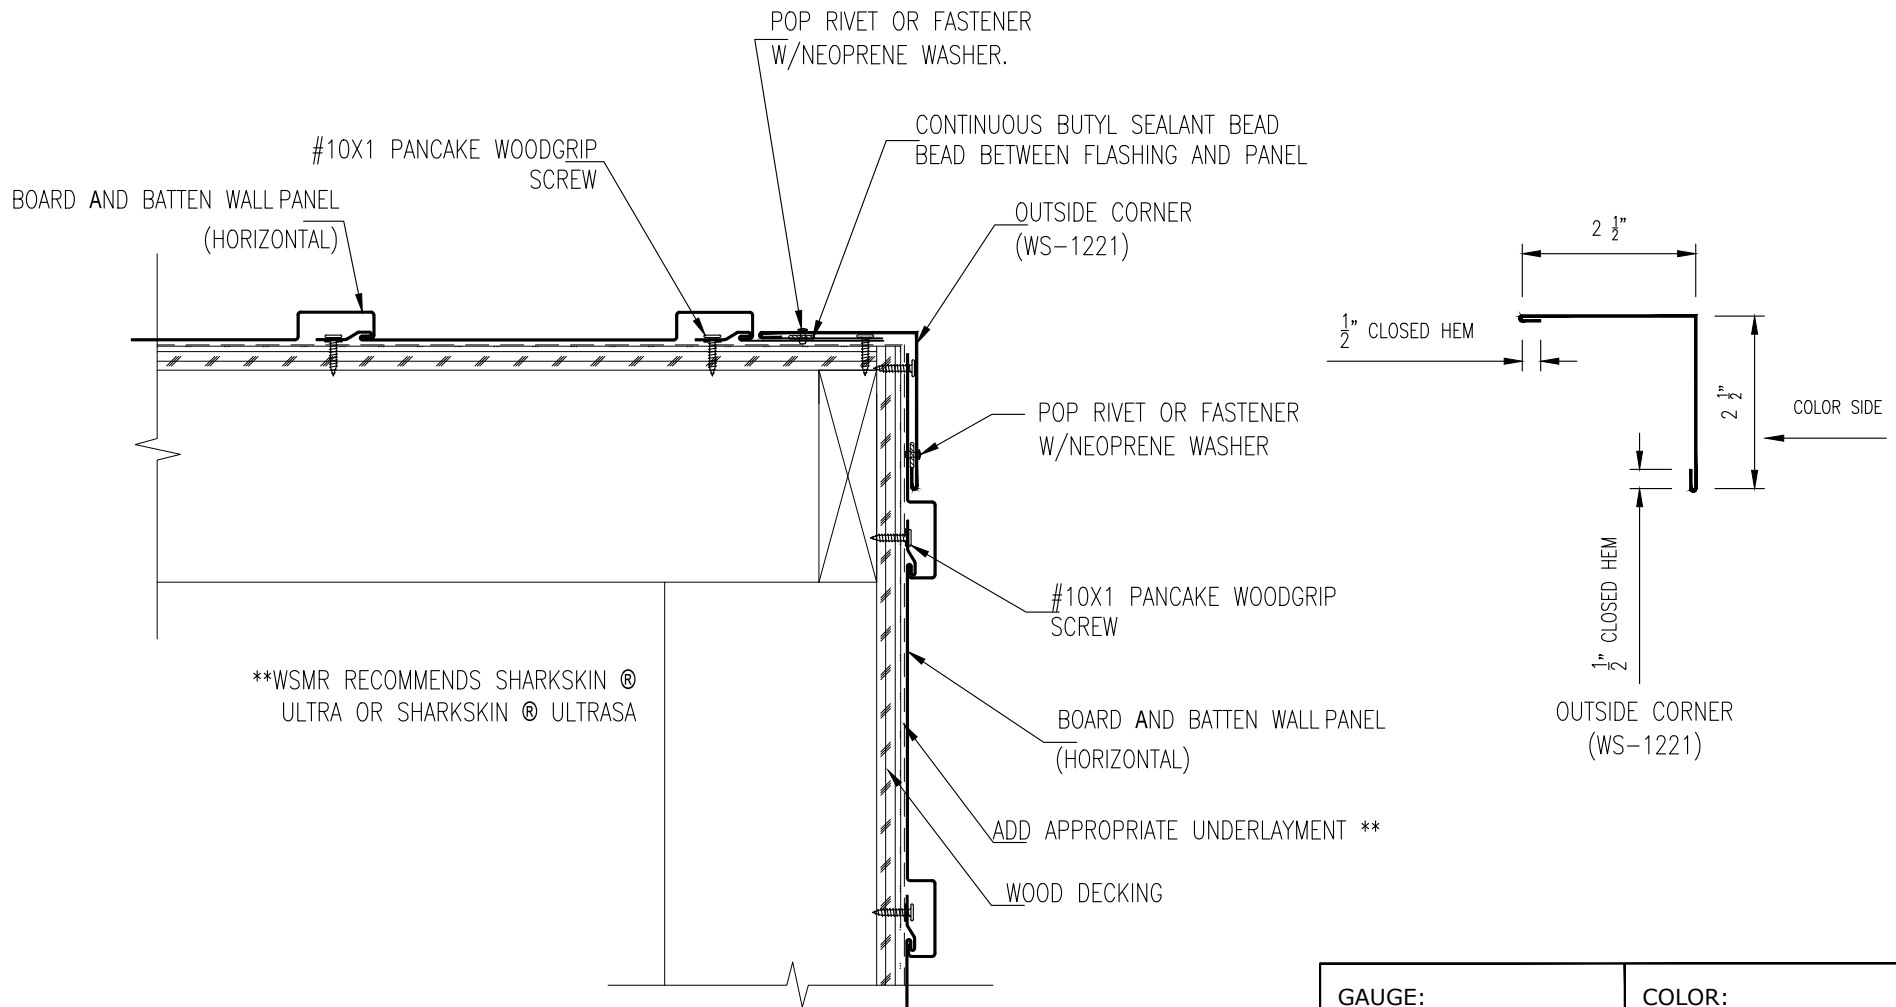 POP RIVET OR FASTENER
W/NEOPRENE WASHER.
CONTINUOUS BUTYL SEALANT BEAD
BEAD BETWEEN FLASHING AND PANEL
#10X1 PANCAKE WOODGRIP
SCREW
BOARD AND BATTEN WALL PANEL
(HORIZONTAL)
OUTSIDE CORNER
(WS-1221)
2 1/2"
1/2" CLOSED HEM
2 1/2"
COLOR SIDE
POP RIVET OR FASTENER
W/NEOPRENE WASHER
1/2" CLOSED HEM
#10X1 PANCAKE WOODGRIP
SCREW
**WSMR RECOMMENDS SHARKSKIN ®
ULTRA OR SHARKSKIN ® ULTRASA
BOARD AND BATTEN WALL PANEL
(HORIZONTAL)
OUTSIDE CORNER
(WS-1221)
ADD APPROPRIATE UNDERLAYMENT **
WOOD DECKING
GAUGE:
COLOR: